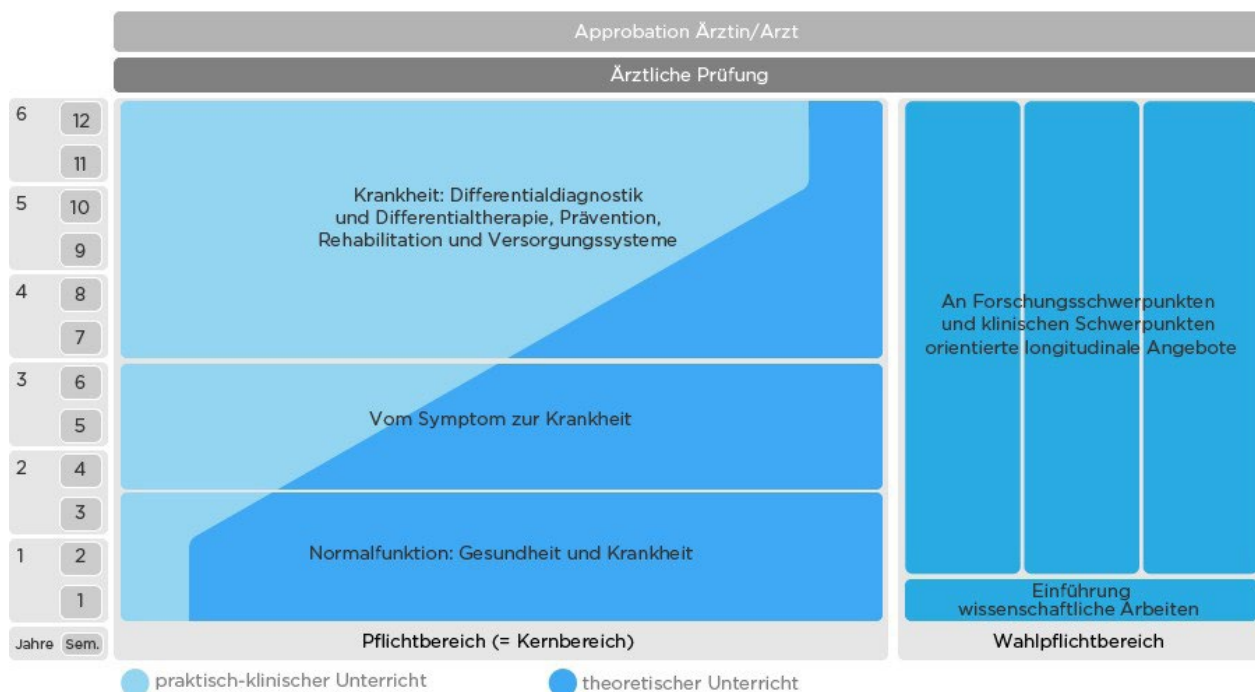 Approbation Ärztin/Arzt
Ärztliche Prüfung
6
12
11
5
10
9
4
8
7
3
6
5
2
4
3
1
2
1
Jahre
Sem.
Krankheit: Differentialdiagnostik
und Differentialtherapie, Prävention,
Rehabilitation und Versorgungssysteme
Vom Symptom zur Krankheit
Normalfunktion: Gesundheit und Krankheit
Pflichtbereich (= Kernbereich)
An Forschungsschwerpunkten
und klinischen Schwerpunkten
orientierte longitudinale Angebote
Einführung
wissenschaftliche Arbeiten
Wahlpflichtbereich
praktisch-klinischer Unterricht
theoretischer Unterricht